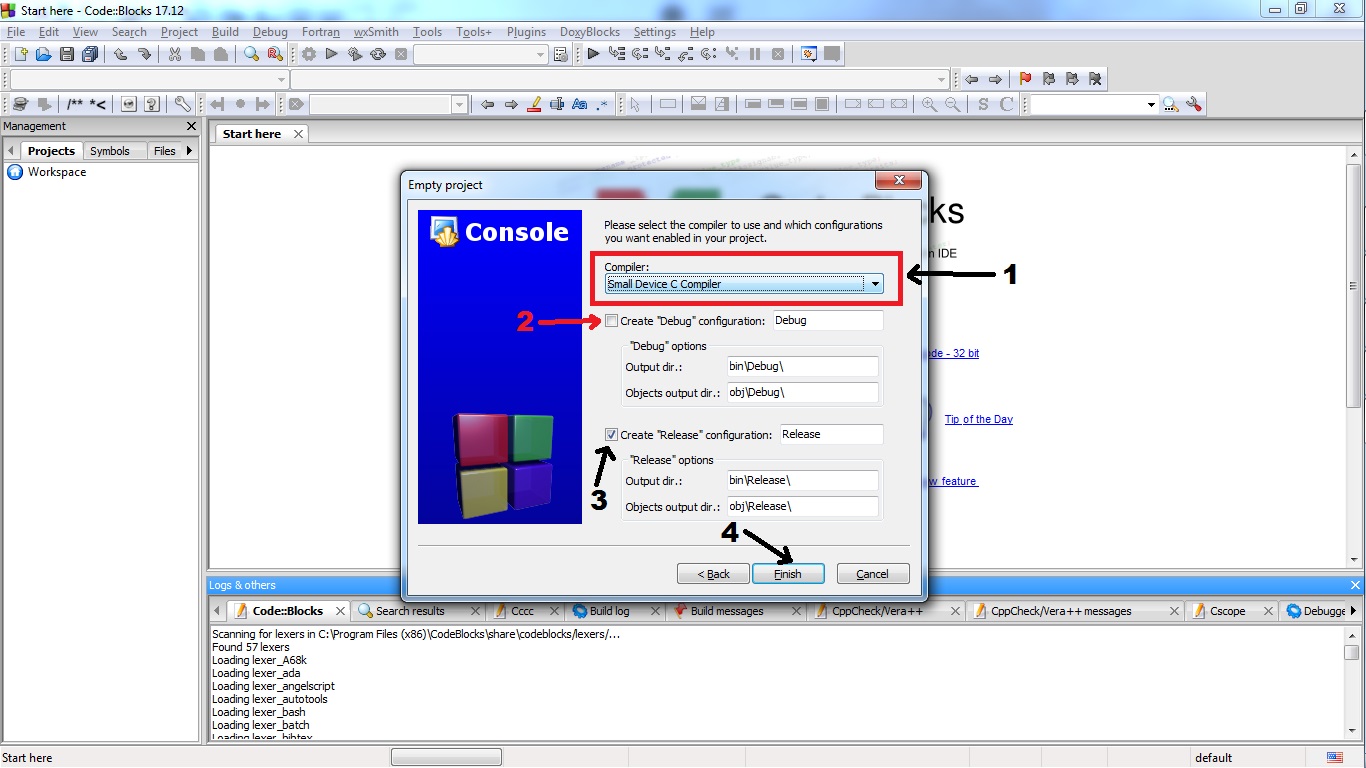 Start here - Code::Blocks 17.12
File Edit View Search Project Build Debug Fortran wxSmith Tools Tools+ Plugins DoxyBlocks Settings Help
/** *<
Aa .*
S C
Management
Projects Symbols Files
Workspace
Start here
ks
n IDE
de - 32 bit
Tip of the Day
w feature
Empty project
Console
Please select the compiler to use and which configurations
you want enabled in your project.
Compiler:
Small Device C Compiler
1
2
Create "Debug" configuration: Debug
"Debug" options
Output dir.: bin\Debug\
Objects output dir.: obj\Debug\
Create "Release" configuration: Release
3
"Release" options
Output dir.: bin\Release\
Objects output dir.: obj\Release\
4
< Back Finish Cancel
Logs & others
Code::Blocks Search results Cccc Build log Build messages CppCheck/Vera++ CppCheck/Vera++ messages Cscope Debugge
Scanning for lexers in C:\Program Files (x86)\CodeBlocks\share\codeblocks/lexers/...
Found 57 lexers
Loading lexer_A68k
Loading lexer_ada
Loading lexer_angelscript
Loading lexer_autotools
Loading lexer_bash
Loading lexer_batch
Loading lexer_bibtex
Start here default